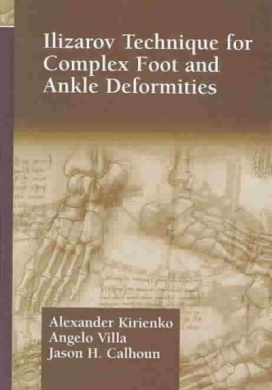 Ilizarov Technique for
Complex Foot and
Ankle Deformities
Alexander Kirienko
Angelo Villa
Jason H. Calhoun